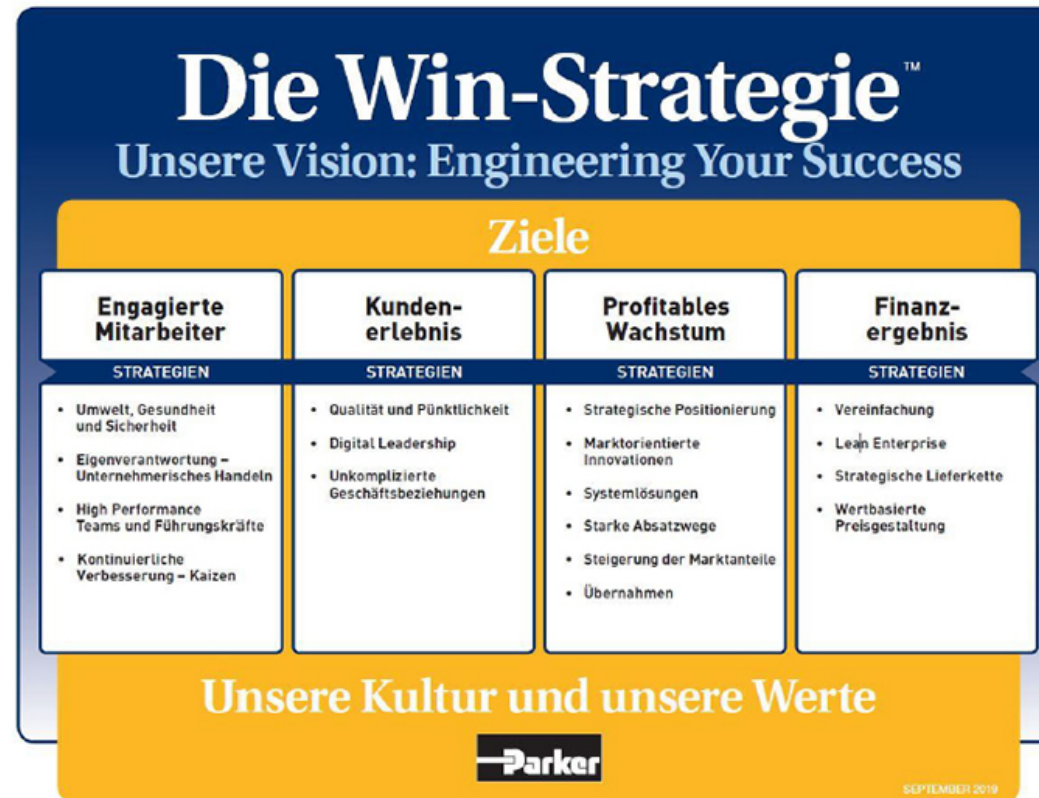 Die Win-Strategie™
Unsere Vision: Engineering Your Success
Ziele
Engagierte
Mitarbeiter
STRATEGIEN
• Umwelt, Gesundheit
und Sicherheit
• Eigenverantwortung –
Unternehmerisches Handeln
• High Performance
Teams und Führungskräfte
• Kontinuierliche
Verbesserung – Kaizen
Kunden-
erlebnis
STRATEGIEN
• Qualität und Pünktlichkeit
• Digital Leadership
• Unkomplizierte
Geschäftsbeziehungen
Profitables
Wachstum
STRATEGIEN
• Strategische Positionierung
• Marktorientierte
Innovationen
• Systemlösungen
• Starke Absatzwege
• Steigerung der Marktanteile
• Übernahmen
Finanz-
ergebnis
STRATEGIEN
• Vereinfachung
• Lean Enterprise
• Strategische Lieferkette
• Wertbasierte
Preisgestaltung
Unsere Kultur und unsere Werte
Parker
SEPTEMBER 2019